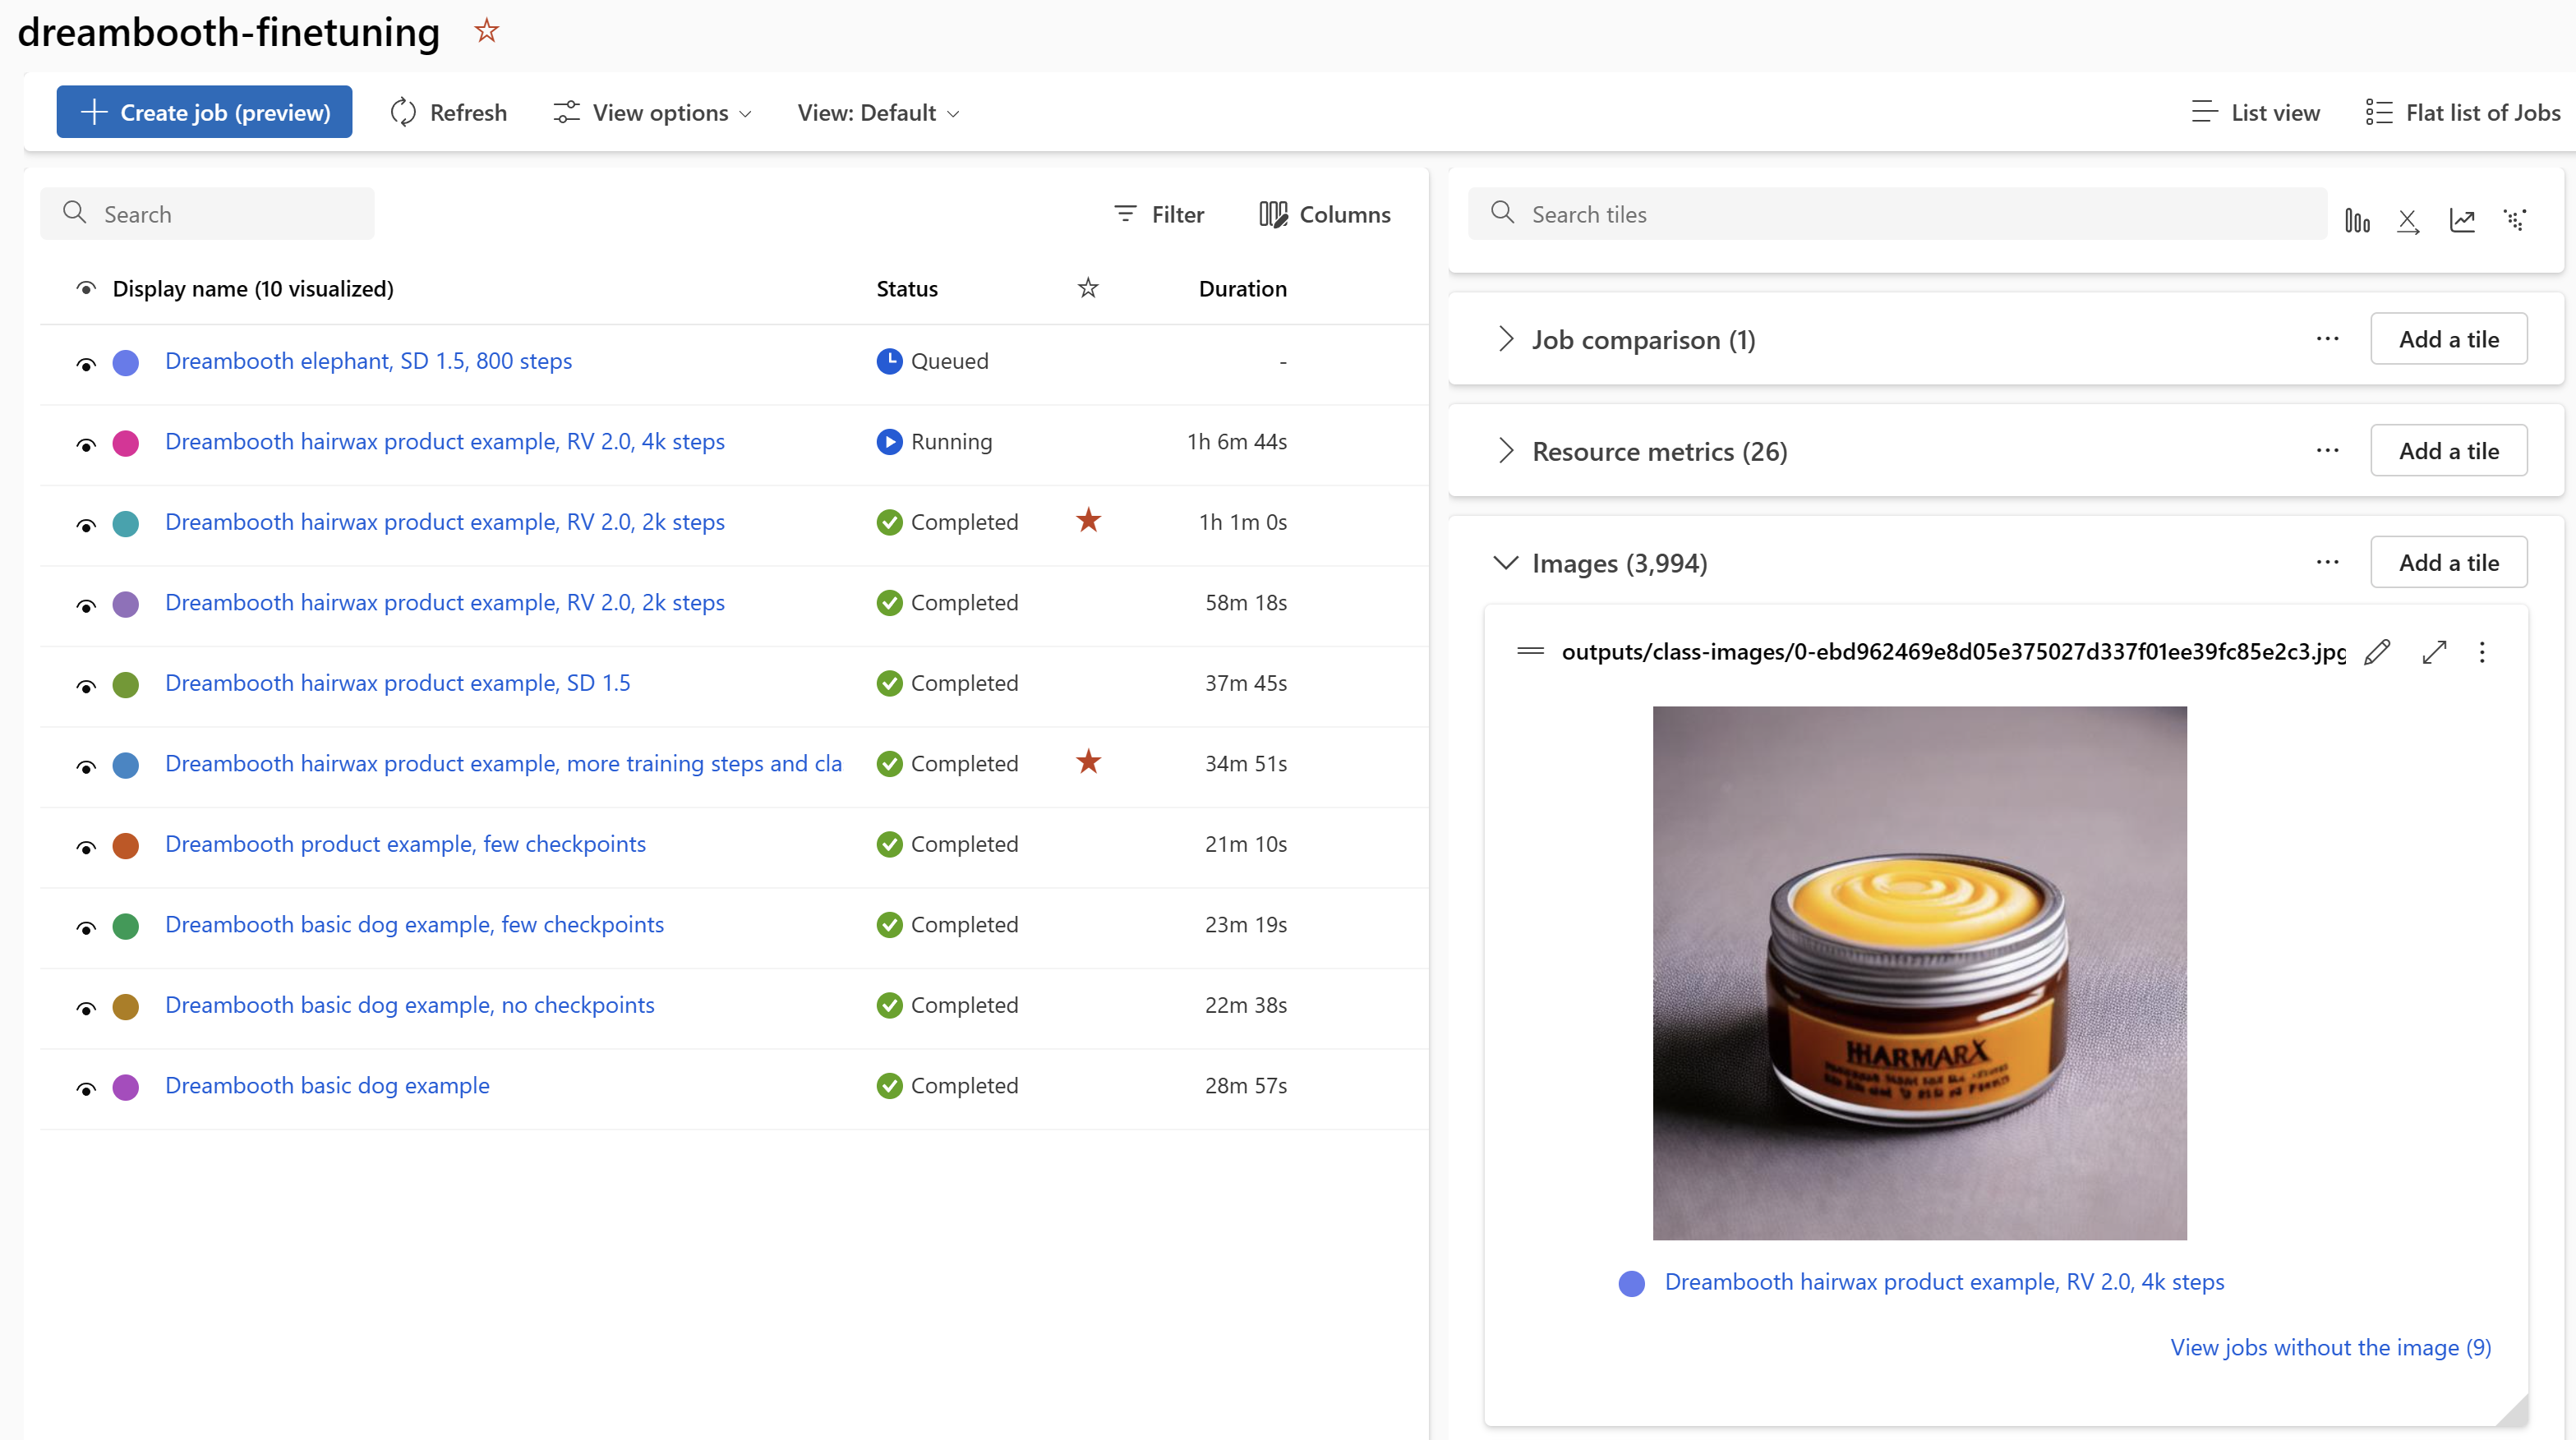 dreambooth-finetuning
Create job (preview) Refresh View options View: Default List view Flat list of Jobs
Search Filter Columns
Display name (10 visualized) Status Duration
Dreambooth elephant, SD 1.5, 800 steps Queued -
Dreambooth hairwax product example, RV 2.0, 4k steps Running 1h 6m 44s
Dreambooth hairwax product example, RV 2.0, 2k steps Completed 1h 1m 0s
Dreambooth hairwax product example, RV 2.0, 2k steps Completed 58m 18s
Dreambooth hairwax product example, SD 1.5 Completed 37m 45s
Dreambooth hairwax product example, more training steps and cla Completed 34m 51s
Dreambooth product example, few checkpoints Completed 21m 10s
Dreambooth basic dog example, few checkpoints Completed 23m 19s
Dreambooth basic dog example, no checkpoints Completed 22m 38s
Dreambooth basic dog example Completed 28m 57s
Search tiles
Job comparison (1) Add a tile
Resource metrics (26) Add a tile
Images (3,994) Add a tile
outputs/class-images/0-ebd962469e8d05e375027d337f01ee39fc85e2c3.jpg
HHARMARX
Dreambooth hairwax product example, RV 2.0, 4k steps
View jobs without the image (9)